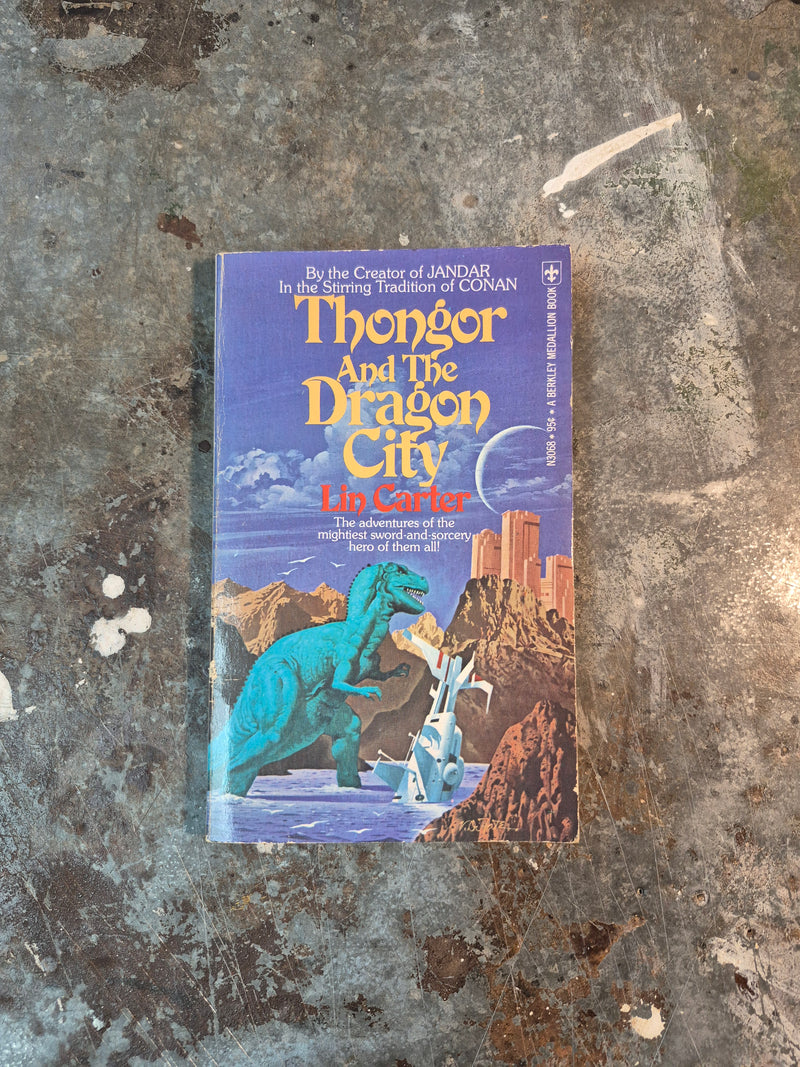 By the Creator of JANDAR
In the Stirring Tradition of CONAN
Thongor
And The
Dragon
City
Lin Carter
The adventures of the
mightiest sword-and-sorcery
hero of them all!
N3068 • 95¢ • A BERKLEY MEDALLION BOOK